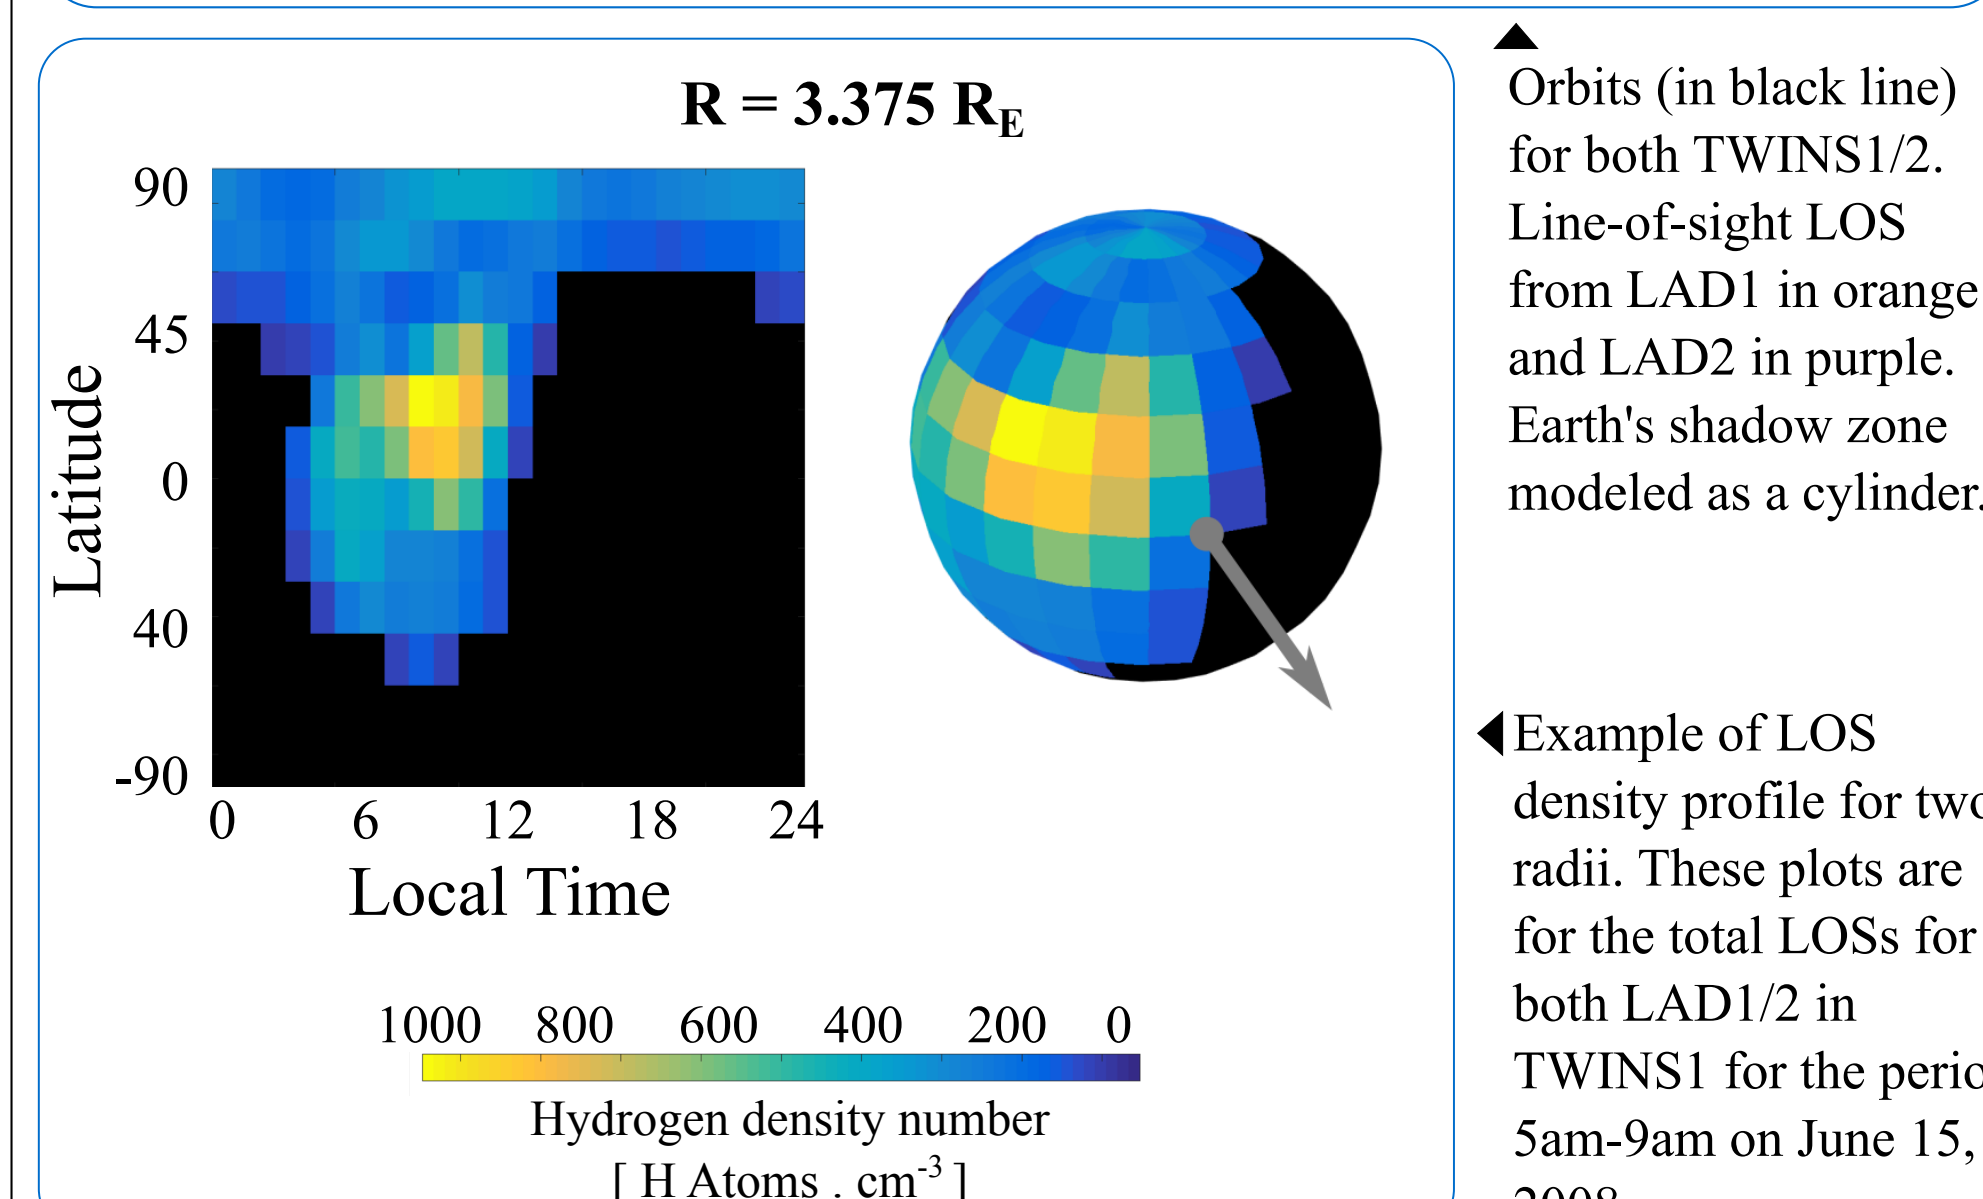 R = 3.375 R_E
90
45
0
40
-90
Latitude
0 6 12 18 24
Local Time
1000 800 600 400 200 0
Hydrogen density number
[ H Atoms . cm⁻³ ]
Orbits (in black line)
for both TWINS1/2.
Line-of-sight LOS
from LAD1 in orange
and LAD2 in purple.
Earth's shadow zone
modeled as a cylinder.
Example of LOS
density profile for two
radii. These plots are
for the total LOSs for
both LAD1/2 in
TWINS1 for the perio
5am-9am on June 15,
2008